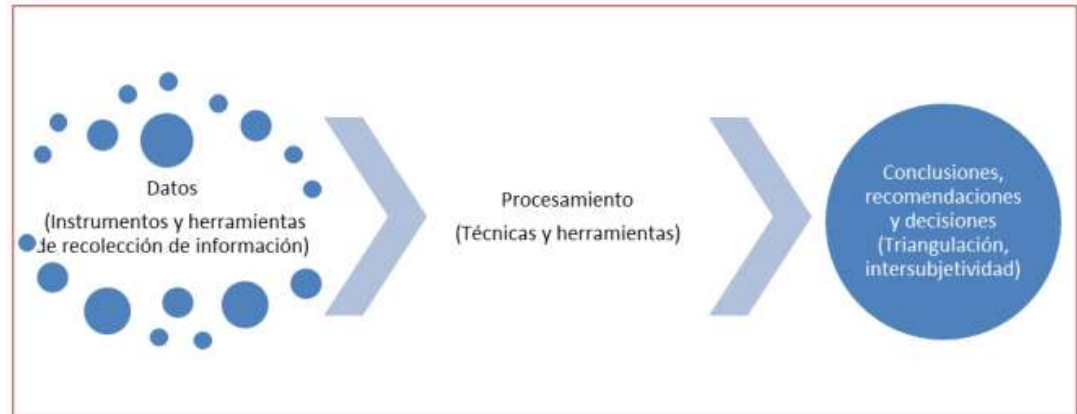 Datos
(Instrumentos y herramientas
de recolección de información)
Procesamiento
(Técnicas y herramientas)
Conclusiones,
recomendaciones
y decisiones
(Triangulación,
intersubjetividad)